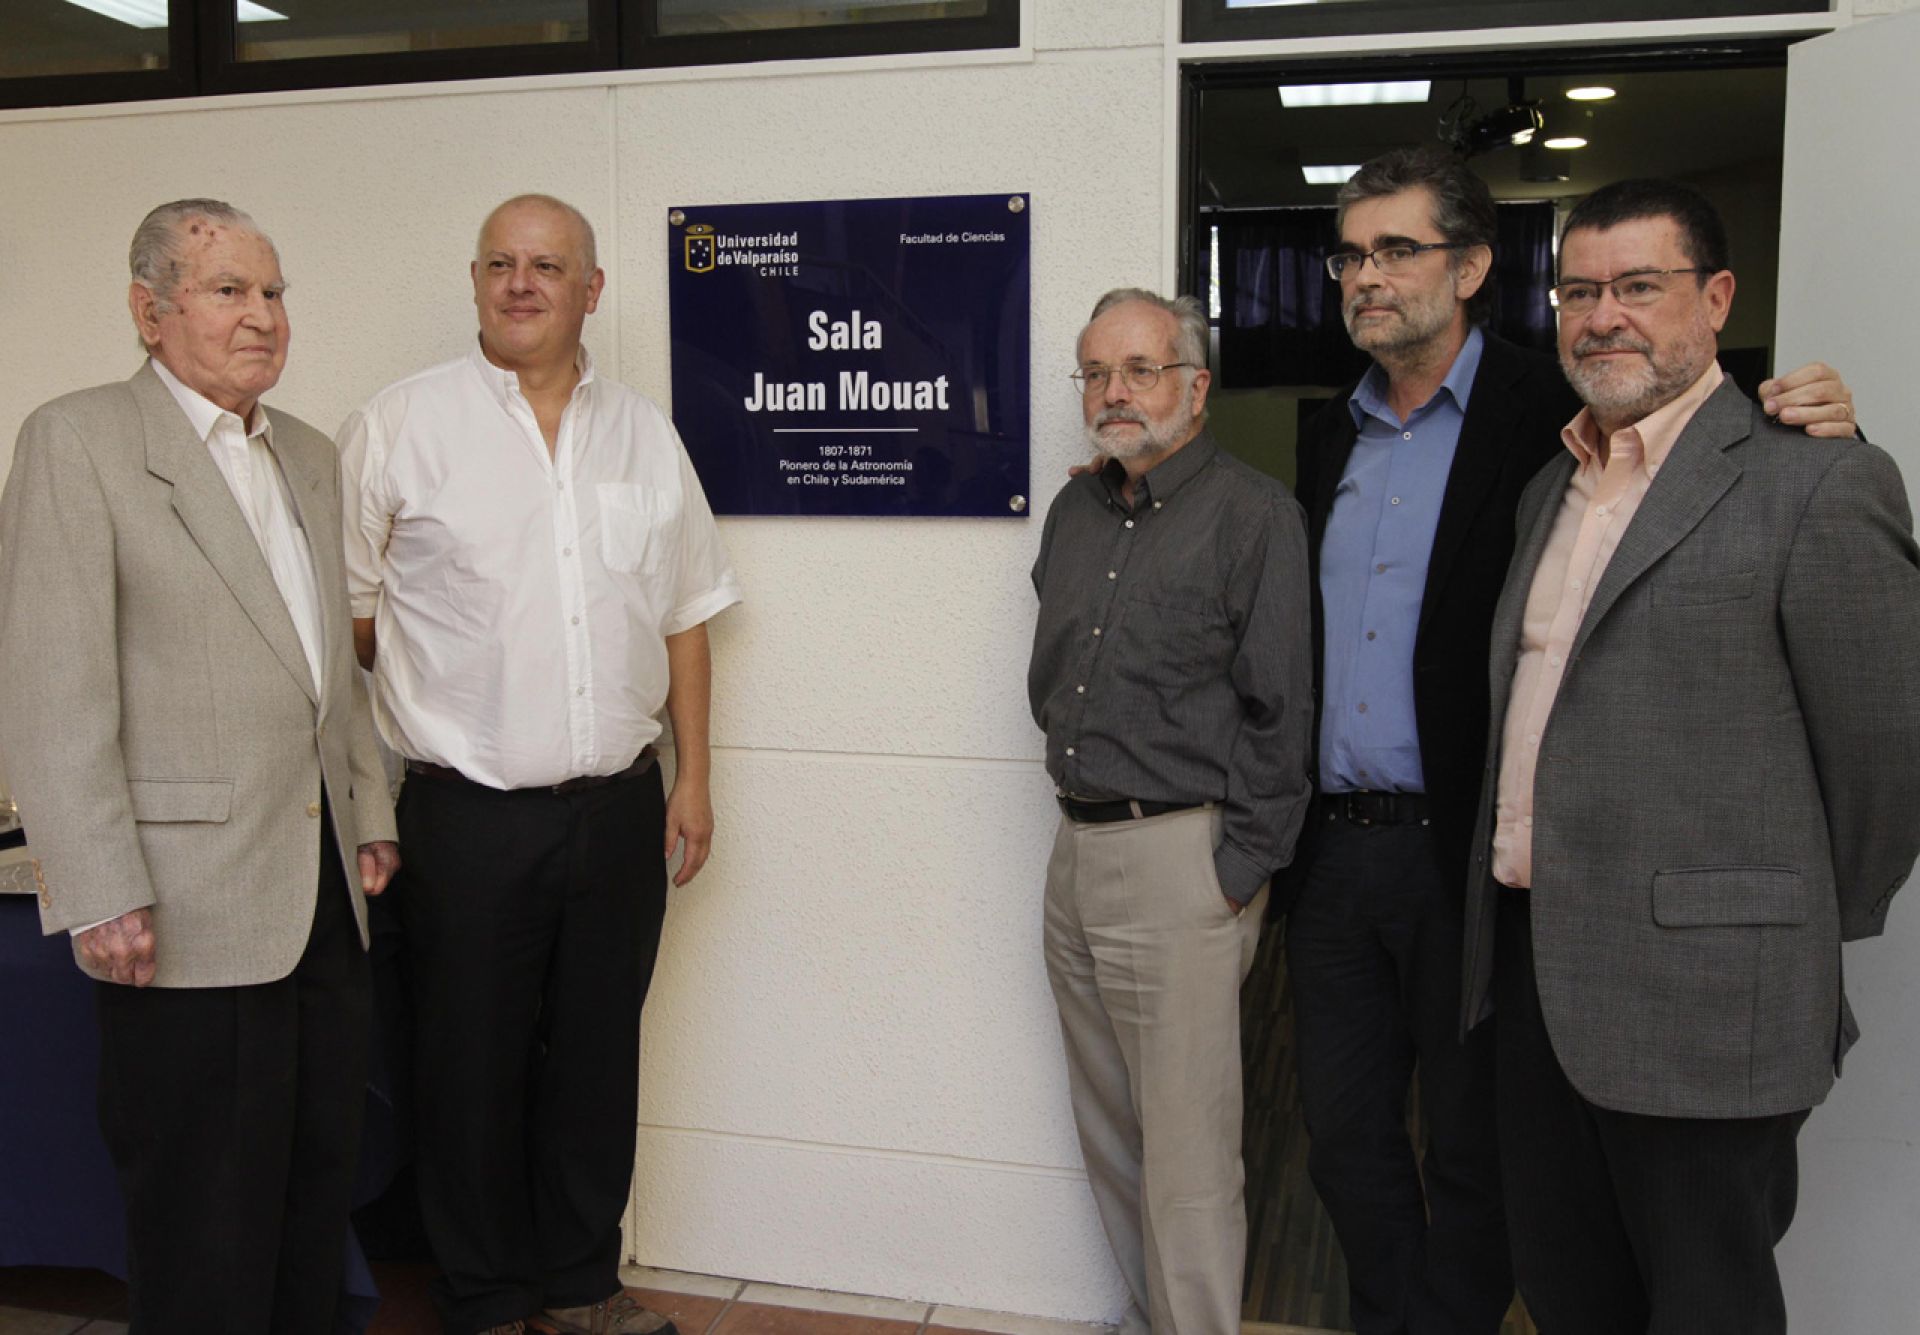 Universidad
de Valparaíso
CHILE
Facultad de Ciencias
Sala
Juan Mouat
1807-1871
Pionero de la Astronomía
en Chile y Sudamérica